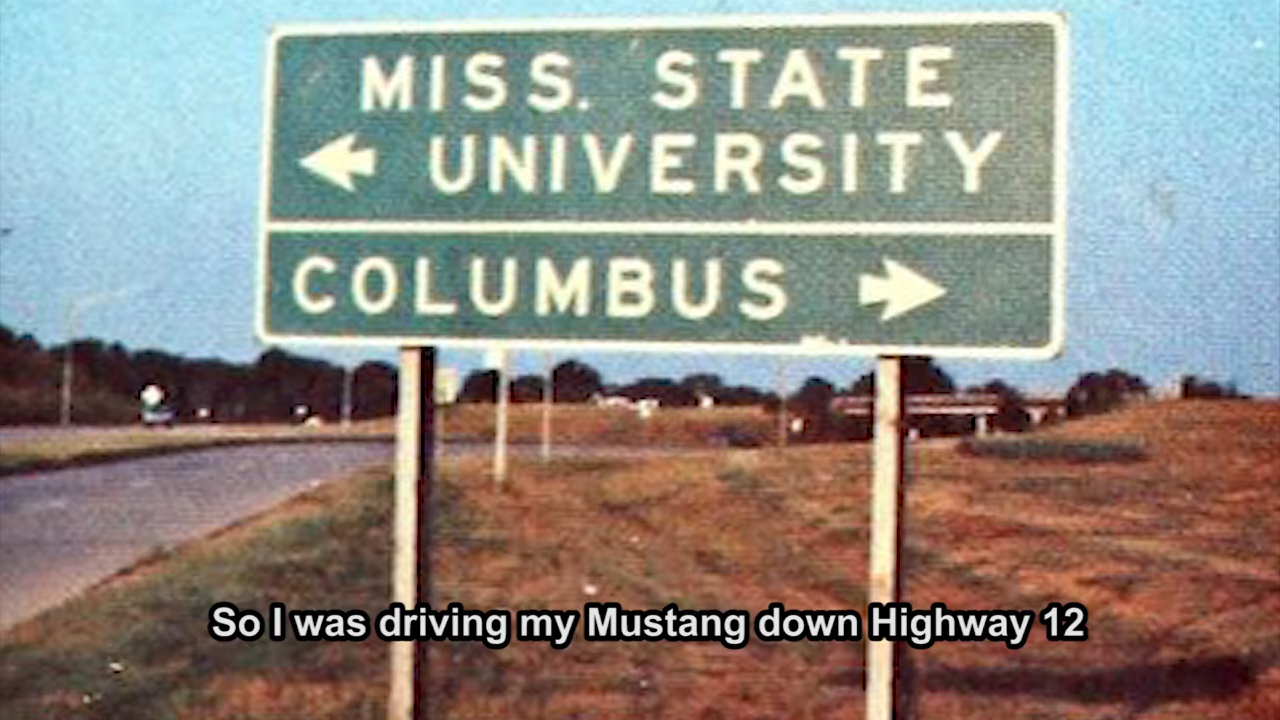 MISS. STATE
UNIVERSITY
COLUMBUS
So I was driving my Mustang down Highway 12